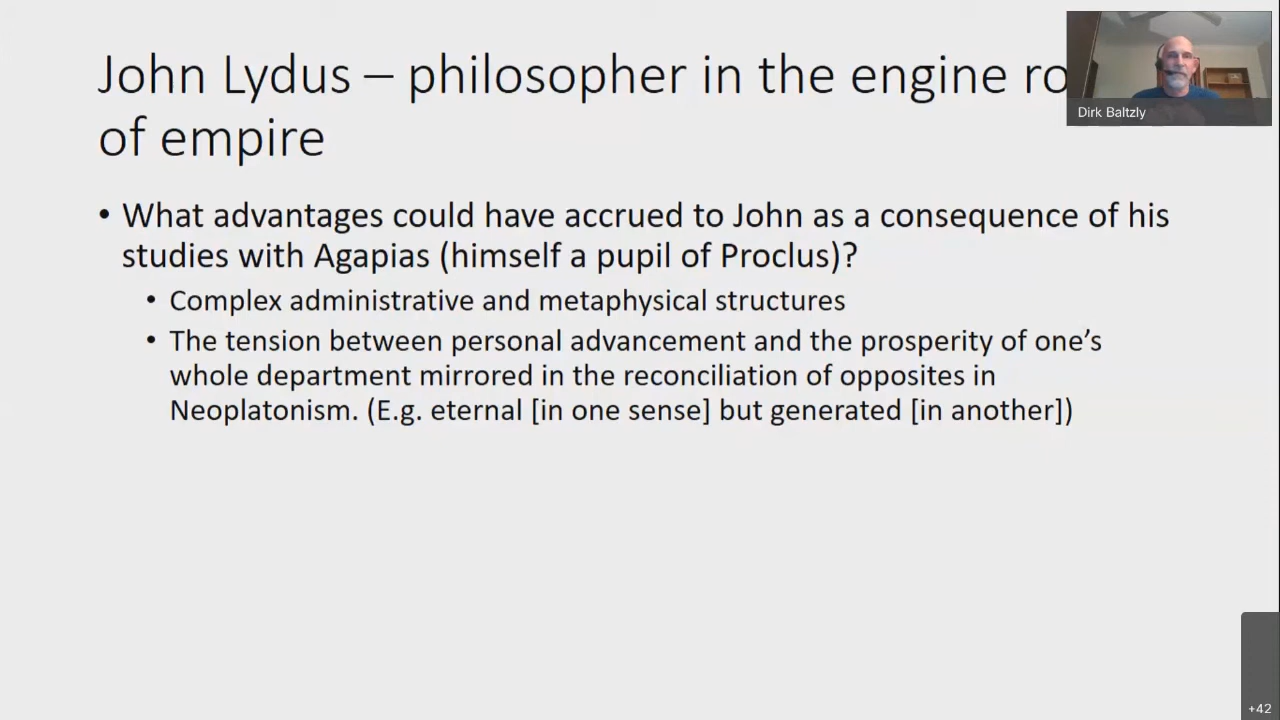 John Lydus – philosopher in the engine ro
of empire
Dirk Baltzly
• What advantages could have accrued to John as a consequence of his
studies with Agapias (himself a pupil of Proclus)?
• Complex administrative and metaphysical structures
• The tension between personal advancement and the prosperity of one’s
whole department mirrored in the reconciliation of opposites in
Neoplatonism. (E.g. eternal [in one sense] but generated [in another])
+42